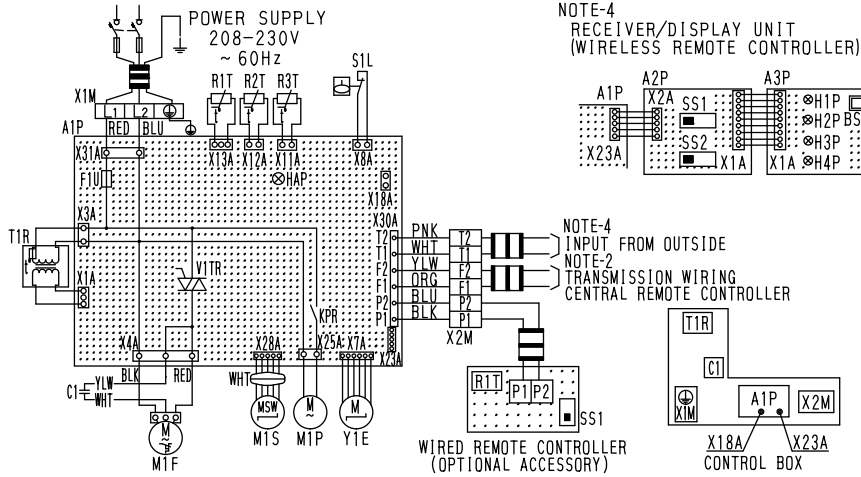 NOTE-4
RECEIVER/DISPLAY UNIT
(WIRELESS REMOTE CONTROLLER)
POWER SUPPLY
208-230V
~ 60Hz
S1L
R1T R2T R3T
X1M
L1 L2
A1P RED BLU
X31A
X13A X12A X11A X8A
F1U
HAP
X18A
A1P
X23A
A2P
X2A
SS1
SS2
X1A
A3P
X1A
H1P
H2P BS
H3P
H4P
X3A
X30A
T1R
t°
X1A
V1TR
T2 PNK T2
T1 WHT T1
F2 YLW F2
F1 ORG F1
P2 BLU P2
P1 BLK P1
X2M
NOTE-4
INPUT FROM OUTSIDE
NOTE-2
TRANSMISSION WIRING
CENTRAL REMOTE CONTROLLER
KPR
X4A X28A X25A X7A X23A
BLK RED
C1 YLW
WHT
WHT
M
~
M1F
MSW
M1S
M
~
M1P
M
Y1E
R1T P1 P2
SS1
WIRED REMOTE CONTROLLER
(OPTIONAL ACCESSORY)
T1R
C1
X1M
A1P
X2M
X18A X23A
CONTROL BOX